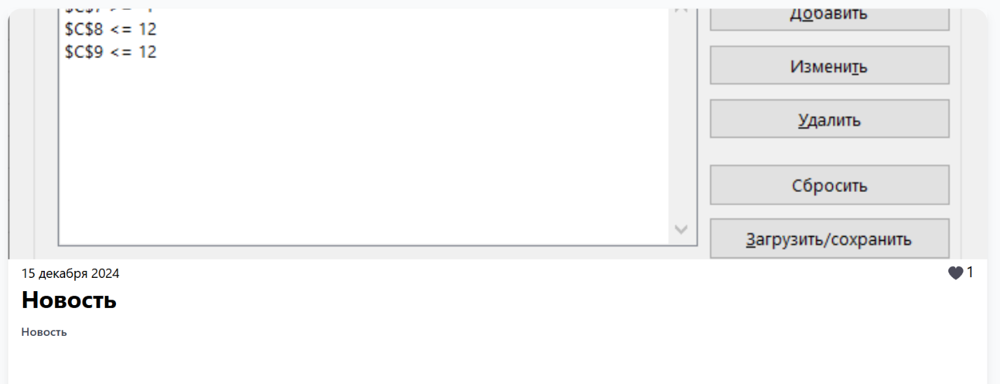 Добавить
$C$8 <= 12
$C$9 <= 12
Изменить
Удалить
Сбросить
Загрузить/сохранить
15 декабря 2024
1
Новость
Новость